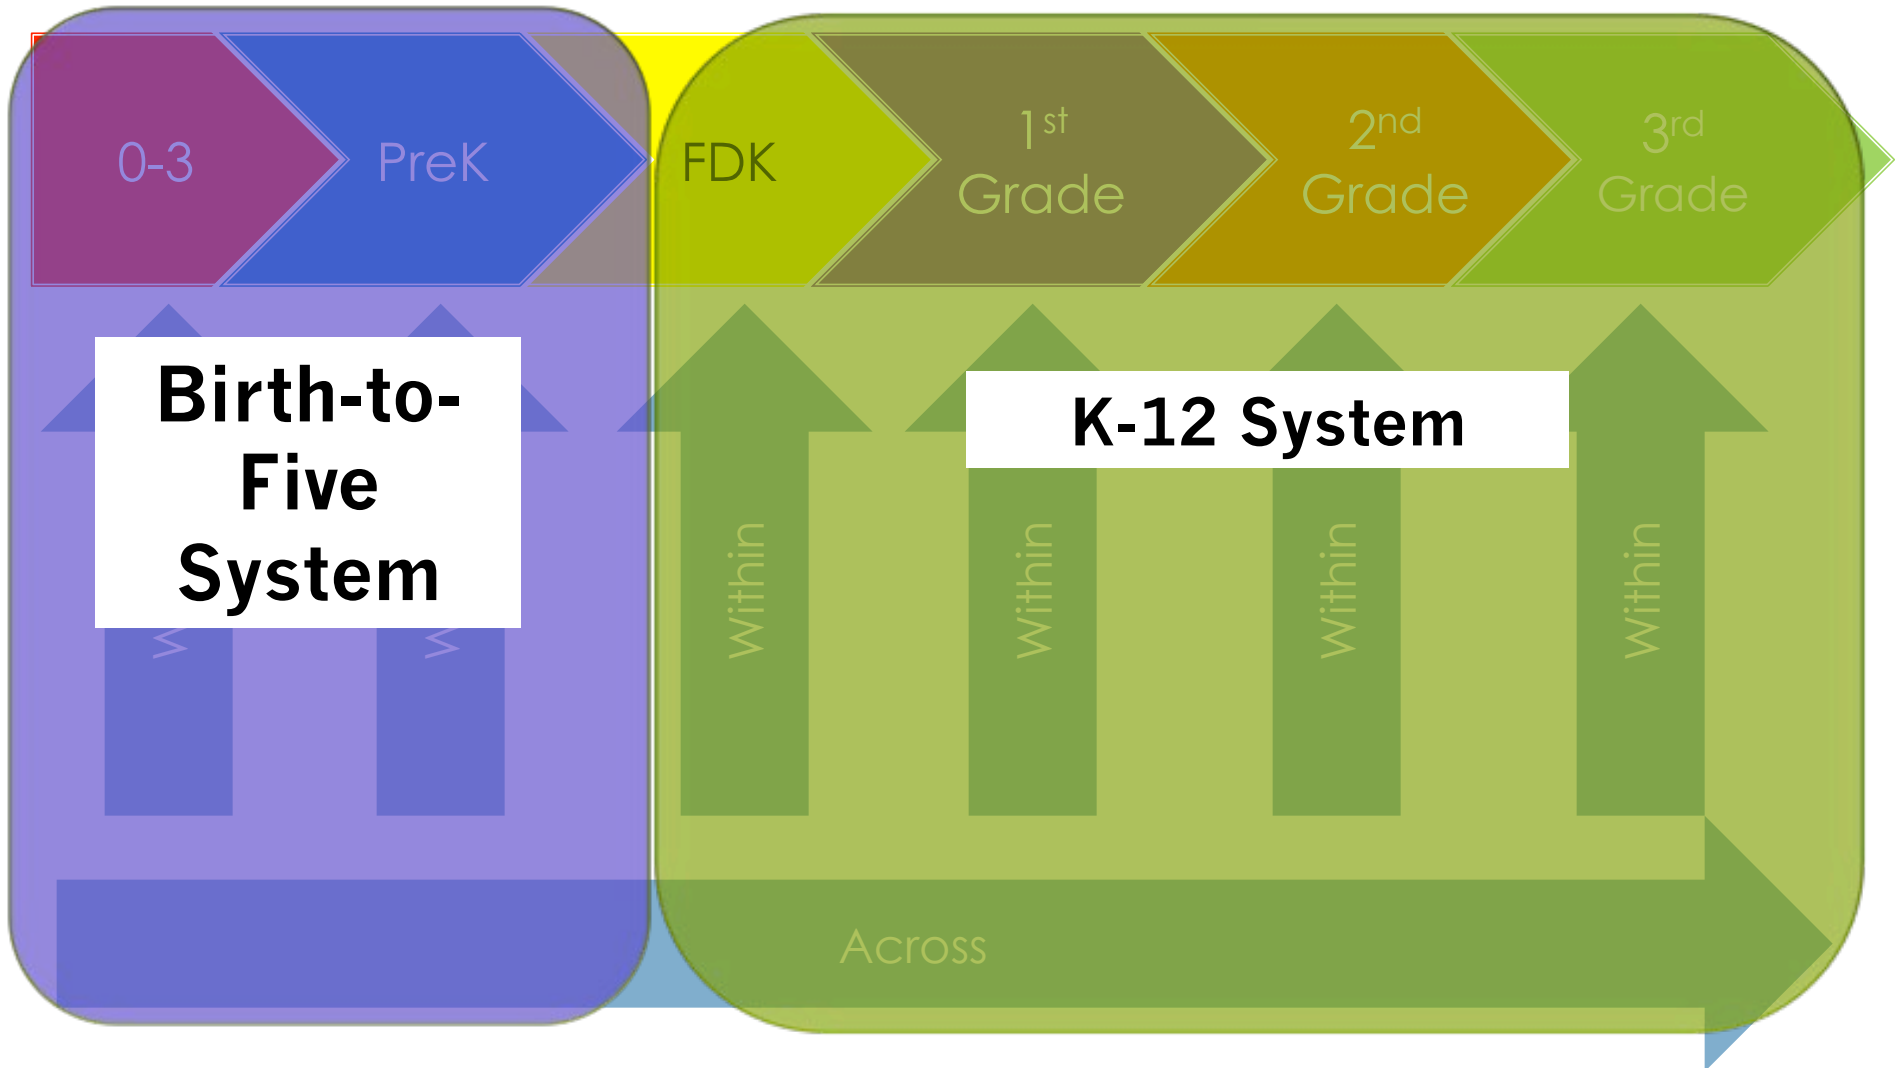 0-3
PreK
FDK
1st
Grade
2nd
Grade
3rd
Grade
Birth-to-
Five
System
K-12 System
Within
Within
Within
Within
Across